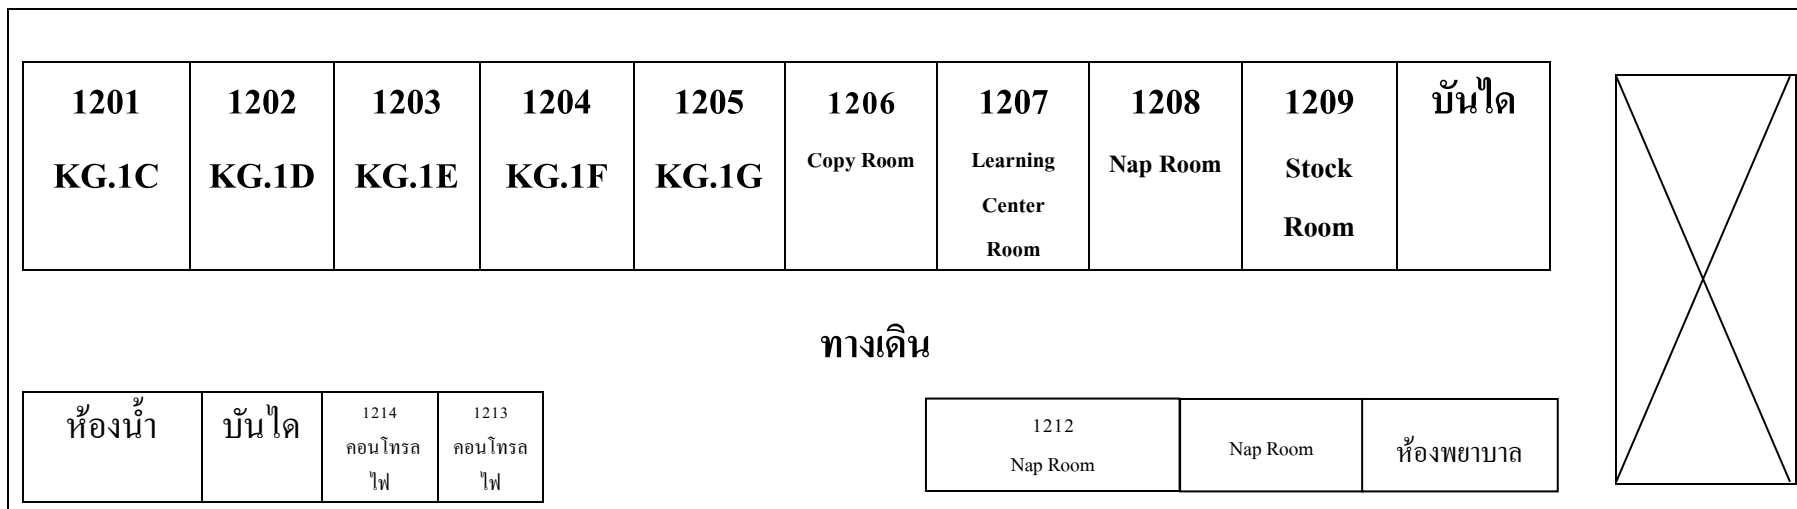 1201
KG.1C
1202
KG.1D
1203
KG.1E
1204
KG.1F
1205
KG.1G
1206
Copy Room
1207
Learning
Center
Room
1208
Nap Room
1209
Stock
Room
บันได
ทางเดิน
ห้องน้ำ
บันได
1214
คอนโทรล
ไฟ
1213
คอนโทรล
ไฟ
1212
Nap Room
Nap Room
ห้องพยาบาล